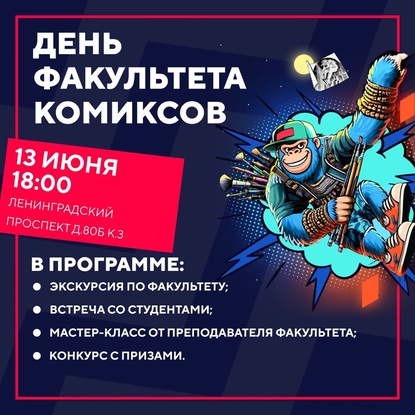 ДЕНЬ
ФАКУЛЬТЕТА
КОМИКСОВ
13 ИЮНЯ
18:00
ЛЕНИНГРАДСКИЙ
ПРОСПЕКТ Д.80Б К.3
В ПРОГРАММЕ:
ЭКСКУРСИЯ ПО ФАКУЛЬТЕТУ;
ВСТРЕЧА СО СТУДЕНТАМИ;
МАСТЕР-КЛАСС ОТ ПРЕПОДАВАТЕЛЯ ФАКУЛЬТЕТА;
КОНКУРС С ПРИЗАМИ.